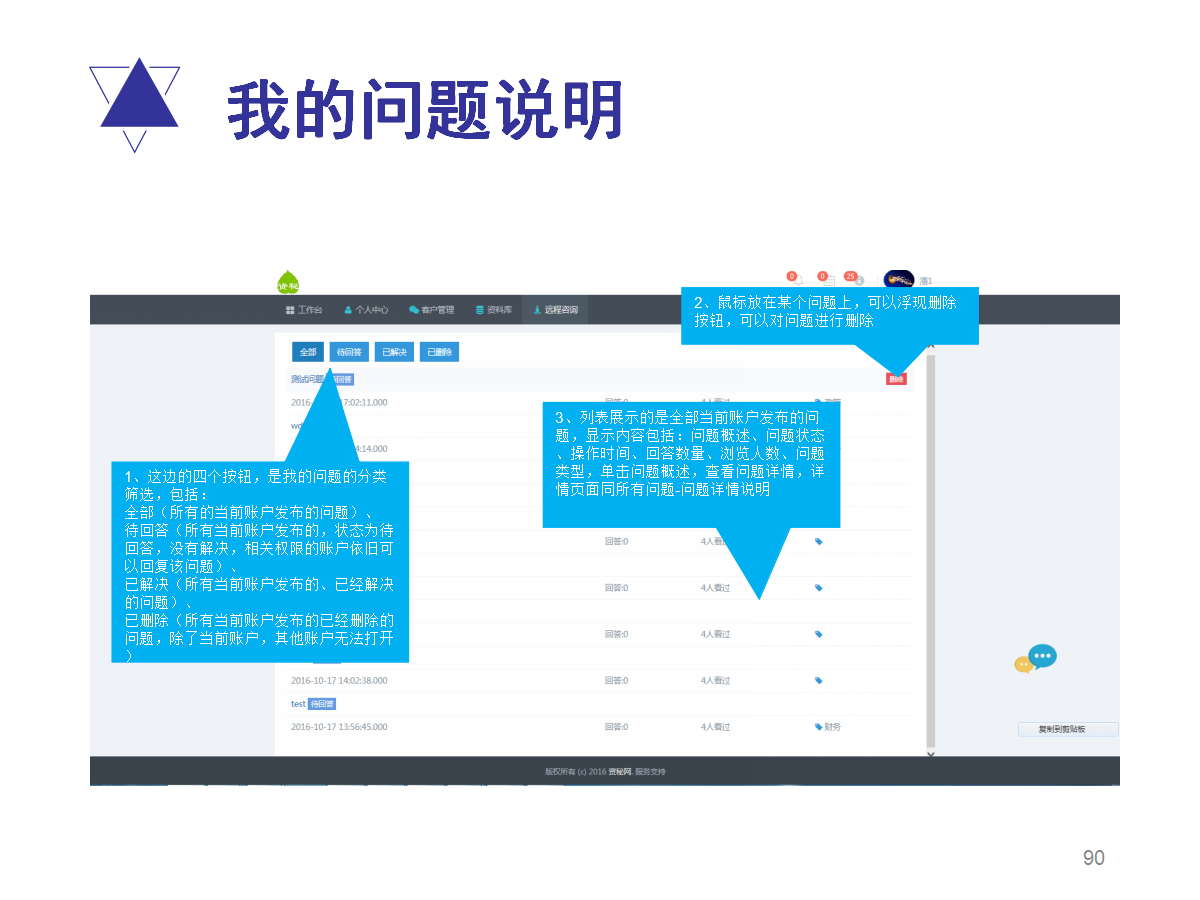 我的问题说明
资秘
0
0
25
工作台
个人中心
客户管理
资料库
远程咨询
2、鼠标放在某个问题上，可以浮现删除
按钮，可以对问题进行删除
全部
待回答
已解决
已删除
测试问题
回答
删除
17:02:11.000
3、列表展示的是全部当前账户发布的问
题，显示内容包括：问题概述、问题状态
、操作时间、回答数量、浏览人数、问题
类型，单击问题概述，查看问题详情，详
情页面同所有问题-问题详情说明
4:14.000
1、这边的四个按钮，是我的问题的分类
筛选，包括：
全部（所有的当前账户发布的问题）、
待回答（所有当前账户发布的，状态为待
回答，没有解决，相关权限的账户依旧可
以回复该问题）、
已解决（所有当前账户发布的、已经解决
的问题）、
已删除（所有当前账户发布的已经删除的
问题，除了当前账户，其他账户无法打开
）
回答:0
4人看过
回答:0
4人看过
回答:0
4人看过
2016-10-17 14:02:38.000
回答:0
4人看过
test 待回答
2016-10-17 13:56:45.000
回答:0
4人看过
财务
复制到剪贴板
版权所有 (c) 2016 资秘网. 服务支持
90